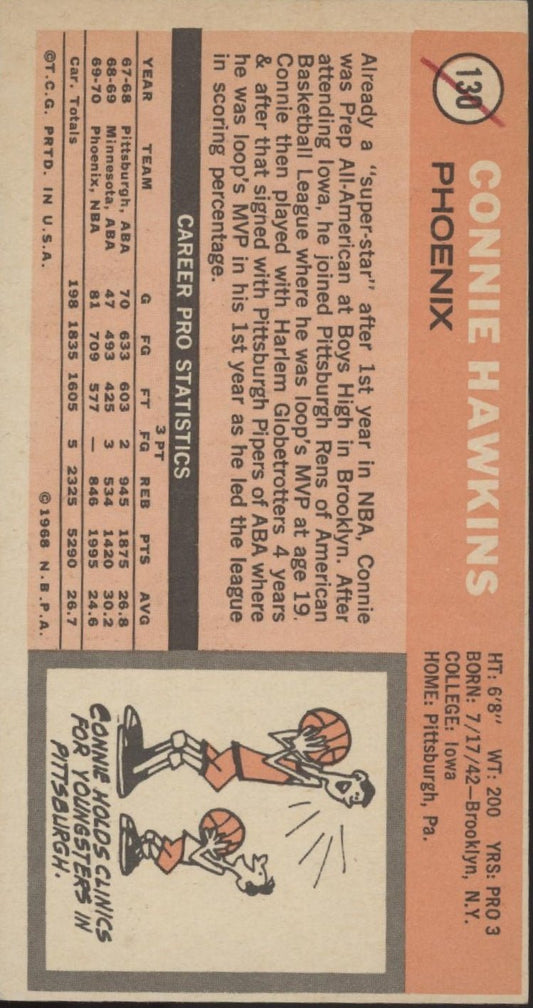 130
CONNIE HAWKINS
PHOENIX
HT: 6'8" WT: 200 YRS: PRO 3
BORN: 7/17/42—Brooklyn, N.Y.
COLLEGE: Iowa
HOME: Pittsburgh, Pa.
Already a "super-star" after 1st year in NBA, Connie
was Prep All-American at Boys High in Brooklyn. After
attending Iowa, he joined Pittsburgh Rens of American
Basketball League where he was loop's MVP at age 19.
Connie then played with Harlem Globetrotters 4 years
& after that signed with Pittsburgh Pipers of ABA where
he was loop's MVP in his 1st year as he led the league
in scoring percentage.
CAREER PRO STATISTICS
3 PT
YEAR TEAM G FG FT FG REB PTS AVG
67-68 Pittsburgh, ABA 70 633 603 2 945 1875 26.8
68-69 Minnesota, ABA 47 493 425 3 534 1420 30.2
69-70 Phoenix, NBA 81 709 577 — 846 1995 24.6
Car. Totals 198 1835 1605 5 2325 5290 26.7
©T.C.G. PRTD. IN U.S.A. ©1968 N.B.P.A.
CONNIE HOLDS CLINICS
FOR YOUNGSTERS IN
PITTSBURGH.